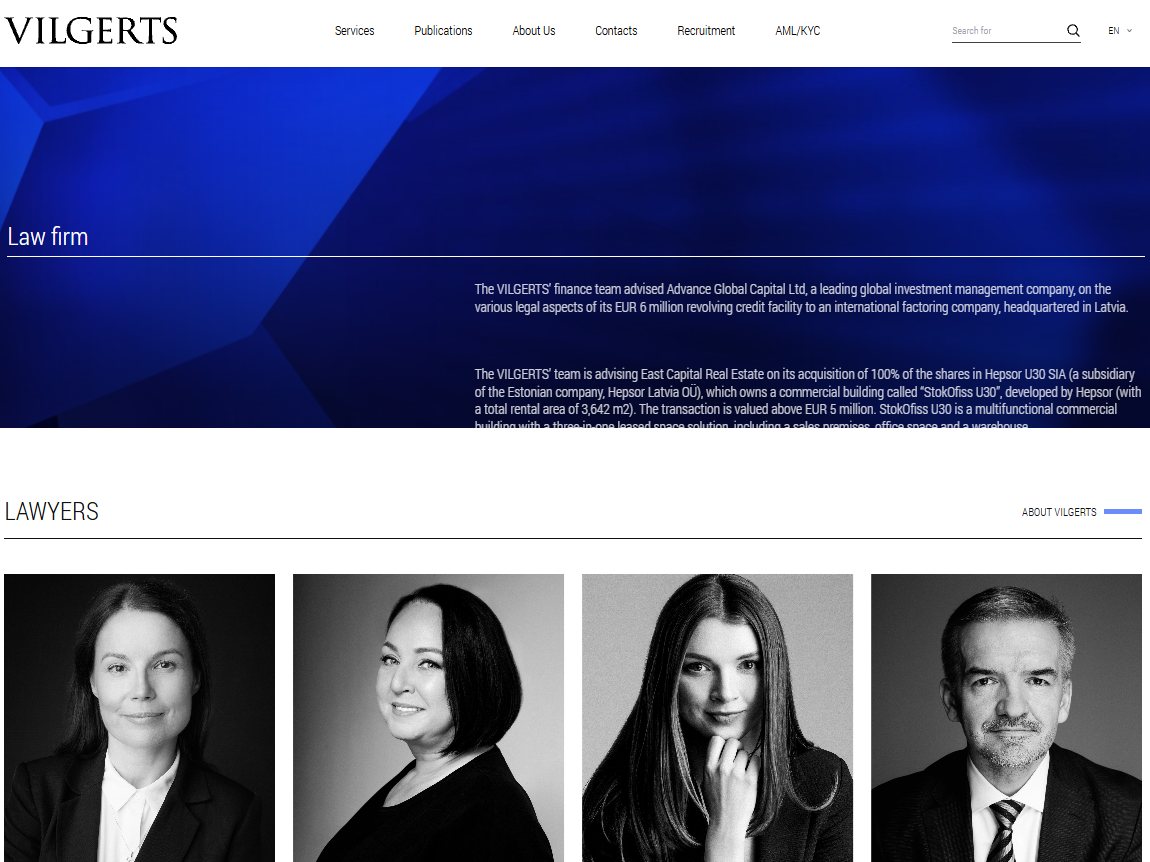 VILGERTS
Services
Publications
About Us
Contacts
Recruitment
AML/KYC
Search for
EN
Law firm
The VILGERTS' finance team advised Advance Global Capital Ltd, a leading global investment management company, on the
various legal aspects of its EUR 6 million revolving credit facility to an international factoring company, headquartered in Latvia.
The VILGERTS' team is advising East Capital Real Estate on its acquisition of 100% of the shares in Hepsor U30 SIA (a subsidiary
of the Estonian company, Hepsor Latvia OÜ), which owns a commercial building called “StokOfiss U30”, developed by Hepsor (with
a total rental area of 3,642 m2). The transaction is valued above EUR 5 million. StokOfiss U30 is a multifunctional commercial
building with a three-in-one leased space solution, including a sales premises, office space and a warehouse.
LAWYERS
ABOUT VILGERTS